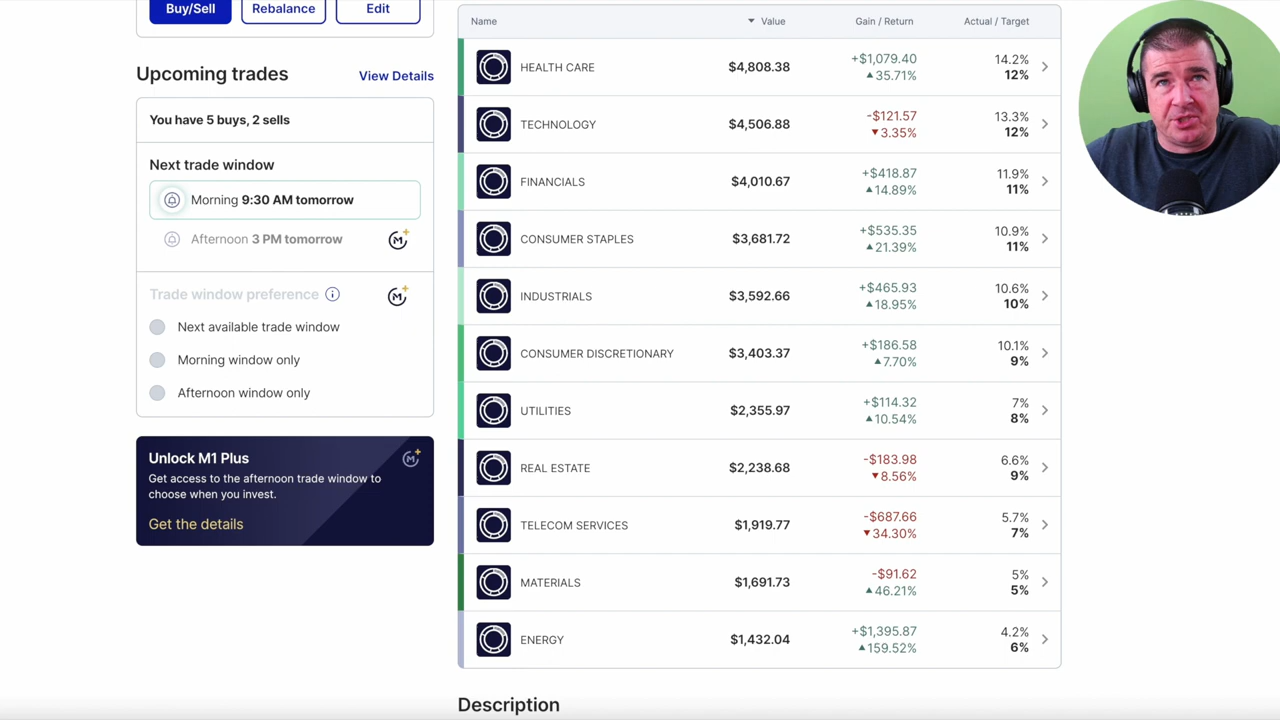 Buy/Sell Rebalance Edit
Upcoming trades View Details
You have 5 buys, 2 sells
Next trade window
Morning 9:30 AM tomorrow
Afternoon 3 PM tomorrow
Trade window preference
Next available trade window
Morning window only
Afternoon window only
Unlock M1 Plus
Get access to the afternoon trade window to
choose when you invest.
Get the details
Name Value Gain / Return Actual / Target
HEALTH CARE $4,808.38 +$1,079.40 14.2%
35.71% 12%
TECHNOLOGY $4,506.88 -$121.57 13.3%
3.35% 12%
FINANCIALS $4,010.67 +$418.87 11.9%
14.89% 11%
CONSUMER STAPLES $3,681.72 +$535.35 10.9%
21.39% 11%
INDUSTRIALS $3,592.66 +$465.93 10.6%
18.95% 10%
CONSUMER DISCRETIONARY $3,403.37 +$186.58 10.1%
7.70% 9%
UTILITIES $2,355.97 +$114.32 7%
10.54% 8%
REAL ESTATE $2,238.68 -$183.98 6.6%
8.56% 9%
TELECOM SERVICES $1,919.77 -$687.66 5.7%
34.30% 7%
MATERIALS $1,691.73 -$91.62 5%
46.21% 5%
ENERGY $1,432.04 +$1,395.87 4.2%
159.52% 6%
Description